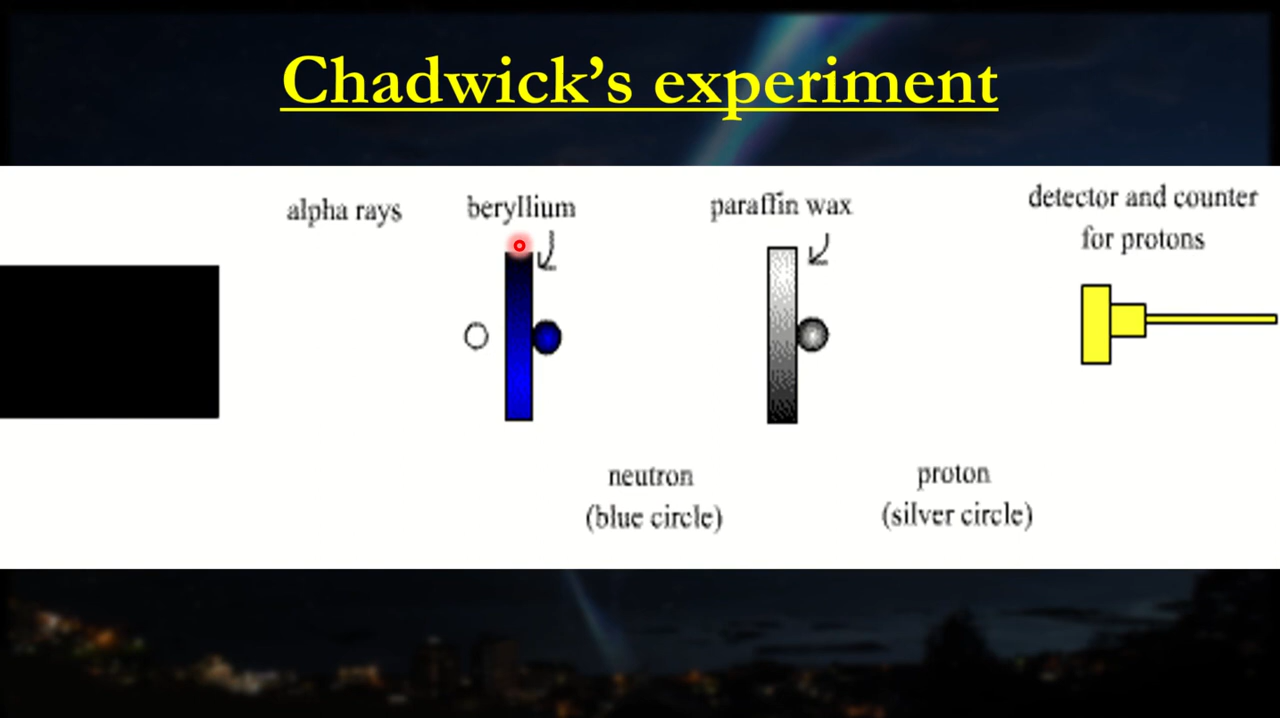 Chadwick’s experiment
alpha rays
beryllium
paraffin wax
detector and counter
for protons
neutron
(blue circle)
proton
(silver circle)